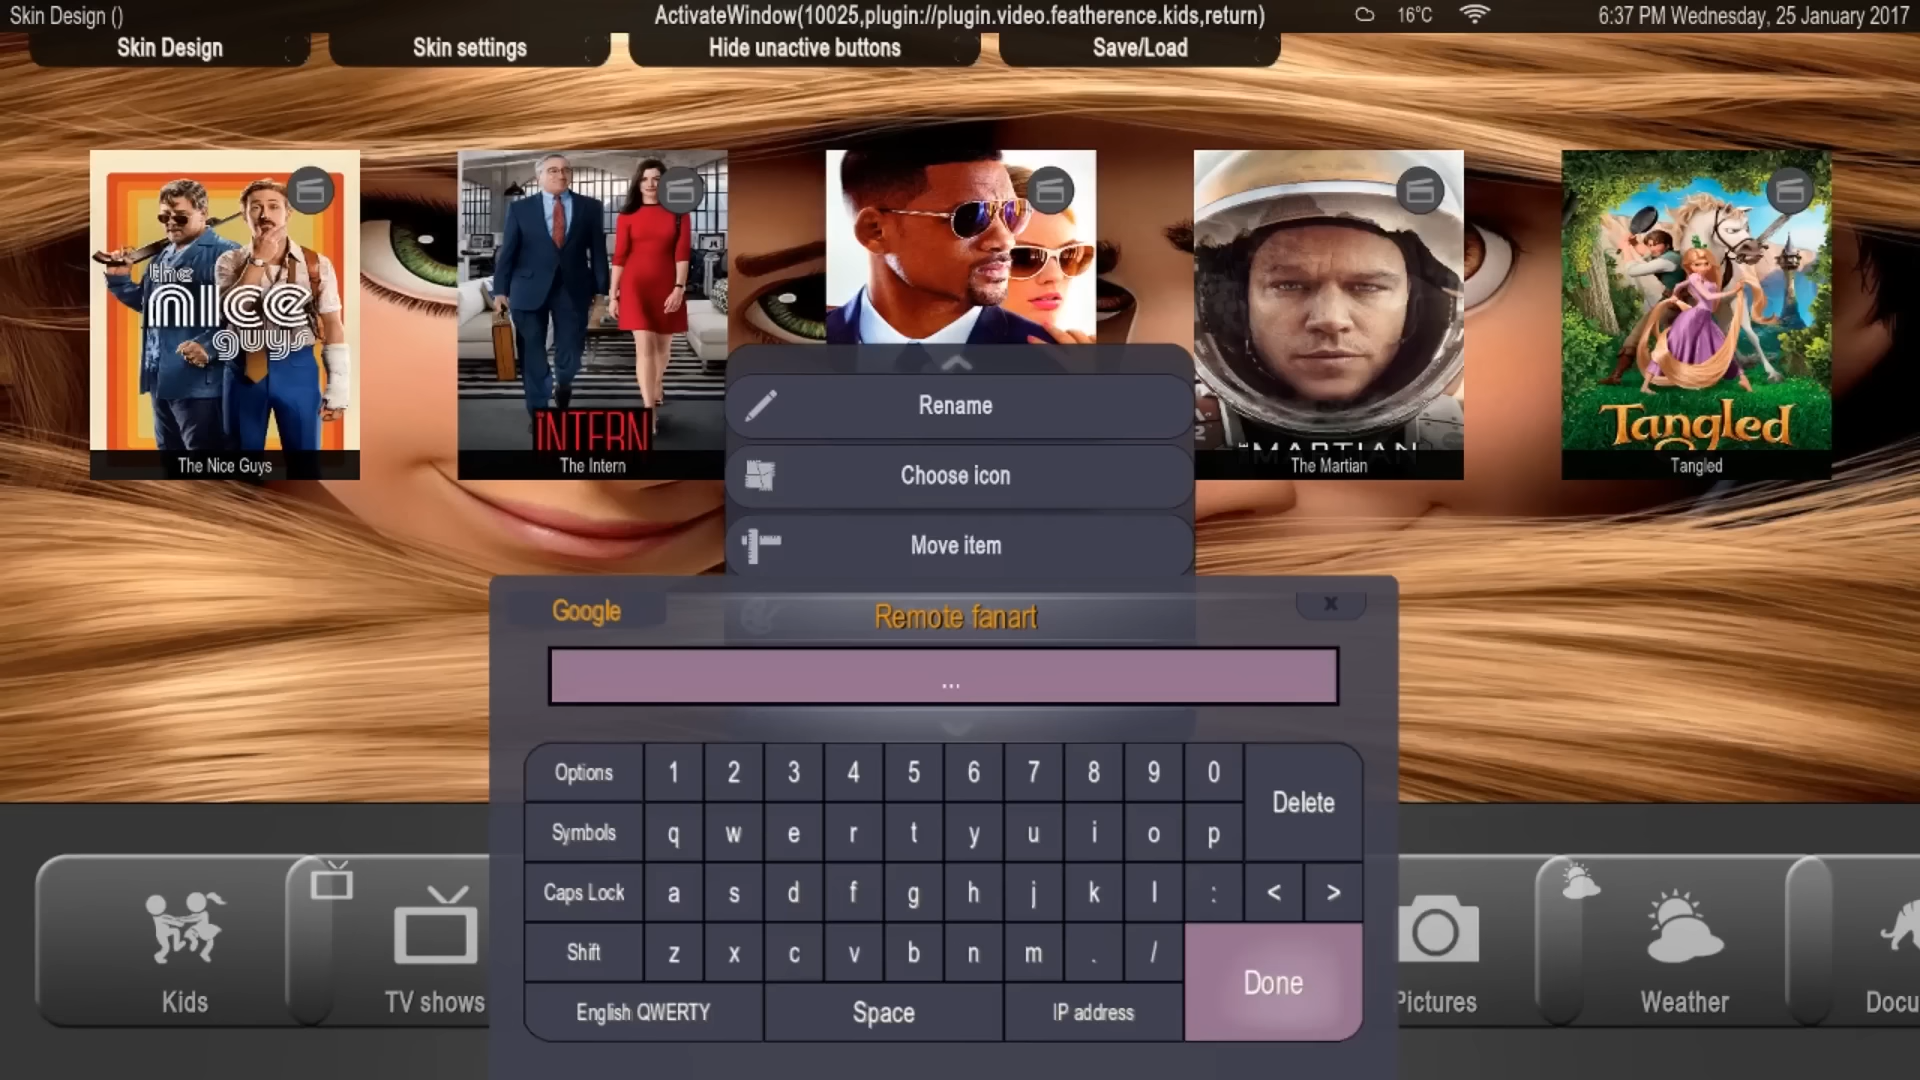 Skin Design ()
ActivateWindow(10025,plugin://plugin.video.featherence.kids,return)
16°C
6:37 PM Wednesday, 25 January 2017
Skin Design
Skin settings
Hide unactive buttons
Save/Load
the
nice
guys
INTERN
MARTIAN
Tangled
The Nice Guys
The Intern
The Martian
Tangled
Rename
Choose icon
Move item
Google
Remote fanart
x
...
Options 1 2 3 4 5 6 7 8 9 0 Delete
Symbols q w e r t y u i o p
Caps Lock a s d f g h j k l : < >
Shift z x c v b n m . / Done
English QWERTY Space IP address
Kids
TV shows
Pictures
Weather
Docu